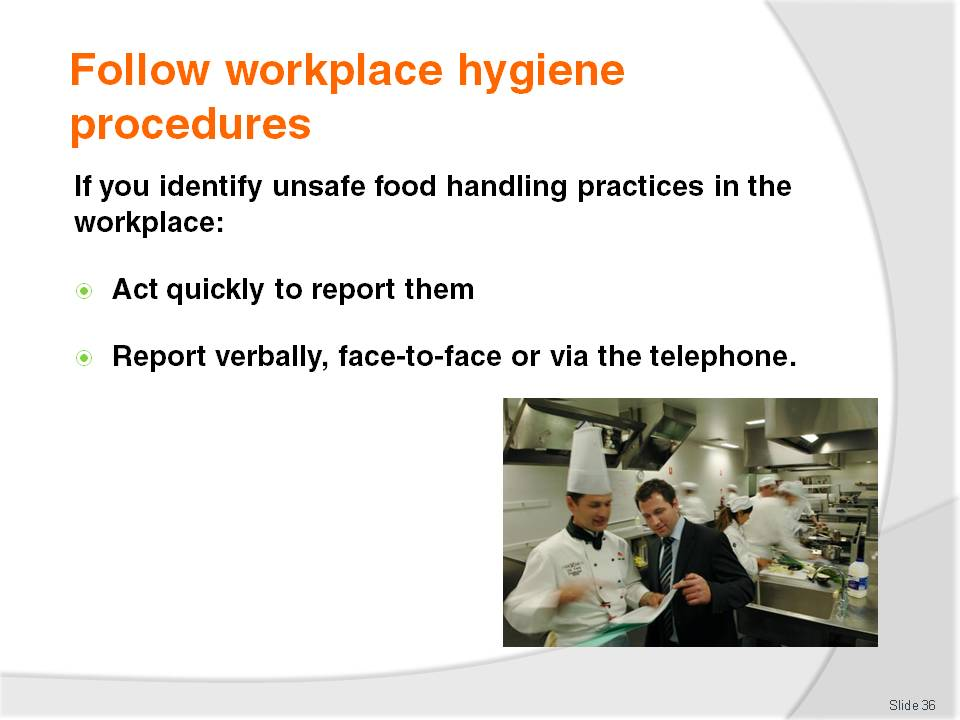 Follow workplace hygiene
procedures
If you identify unsafe food handling practices in the
workplace:
Act quickly to report them
Report verbally, face-to-face or via the telephone.
Slide 36